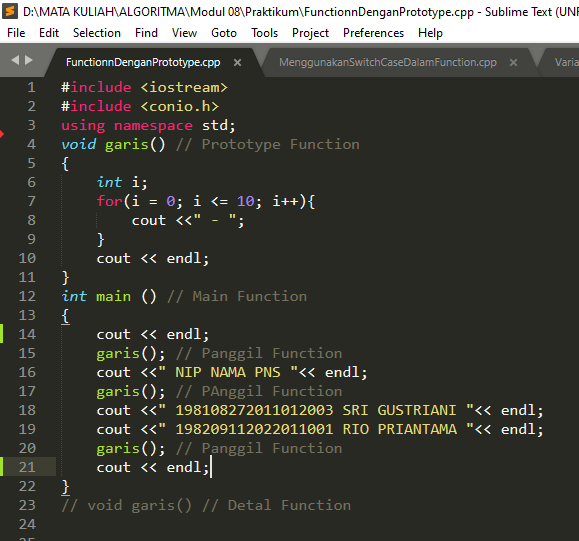 D:\MATA KULIAH\ALGORITMA\Modul 08\Praktikum\FunctionnDenganPrototype.cpp - Sublime Text (UNR
File Edit Selection Find View Goto Tools Project Preferences Help
FunctionnDenganPrototype.cpp × MenggunakanSwitchCaseDalamFunction.cpp × Varia
1 #include <iostream>
2 #include <conio.h>
3 using namespace std;
4 void garis() // Prototype Function
5 {
6 int i;
7 for(i = 0; i <= 10; i++){
8 cout <<" - ";
9 }
10 cout << endl;
11 }
12 int main () // Main Function
13 {
14 cout << endl;
15 garis(); // Panggil Function
16 cout <<" NIP NAMA PNS "<< endl;
17 garis(); // PAnggil Function
18 cout <<" 198108272011012003 SRI GUSTRIANI "<< endl;
19 cout <<" 198209112022011001 RIO PRIANTAMA "<< endl;
20 garis(); // Panggil Function
21 cout << endl;
22 }
23 // void garis() // Detal Function
24